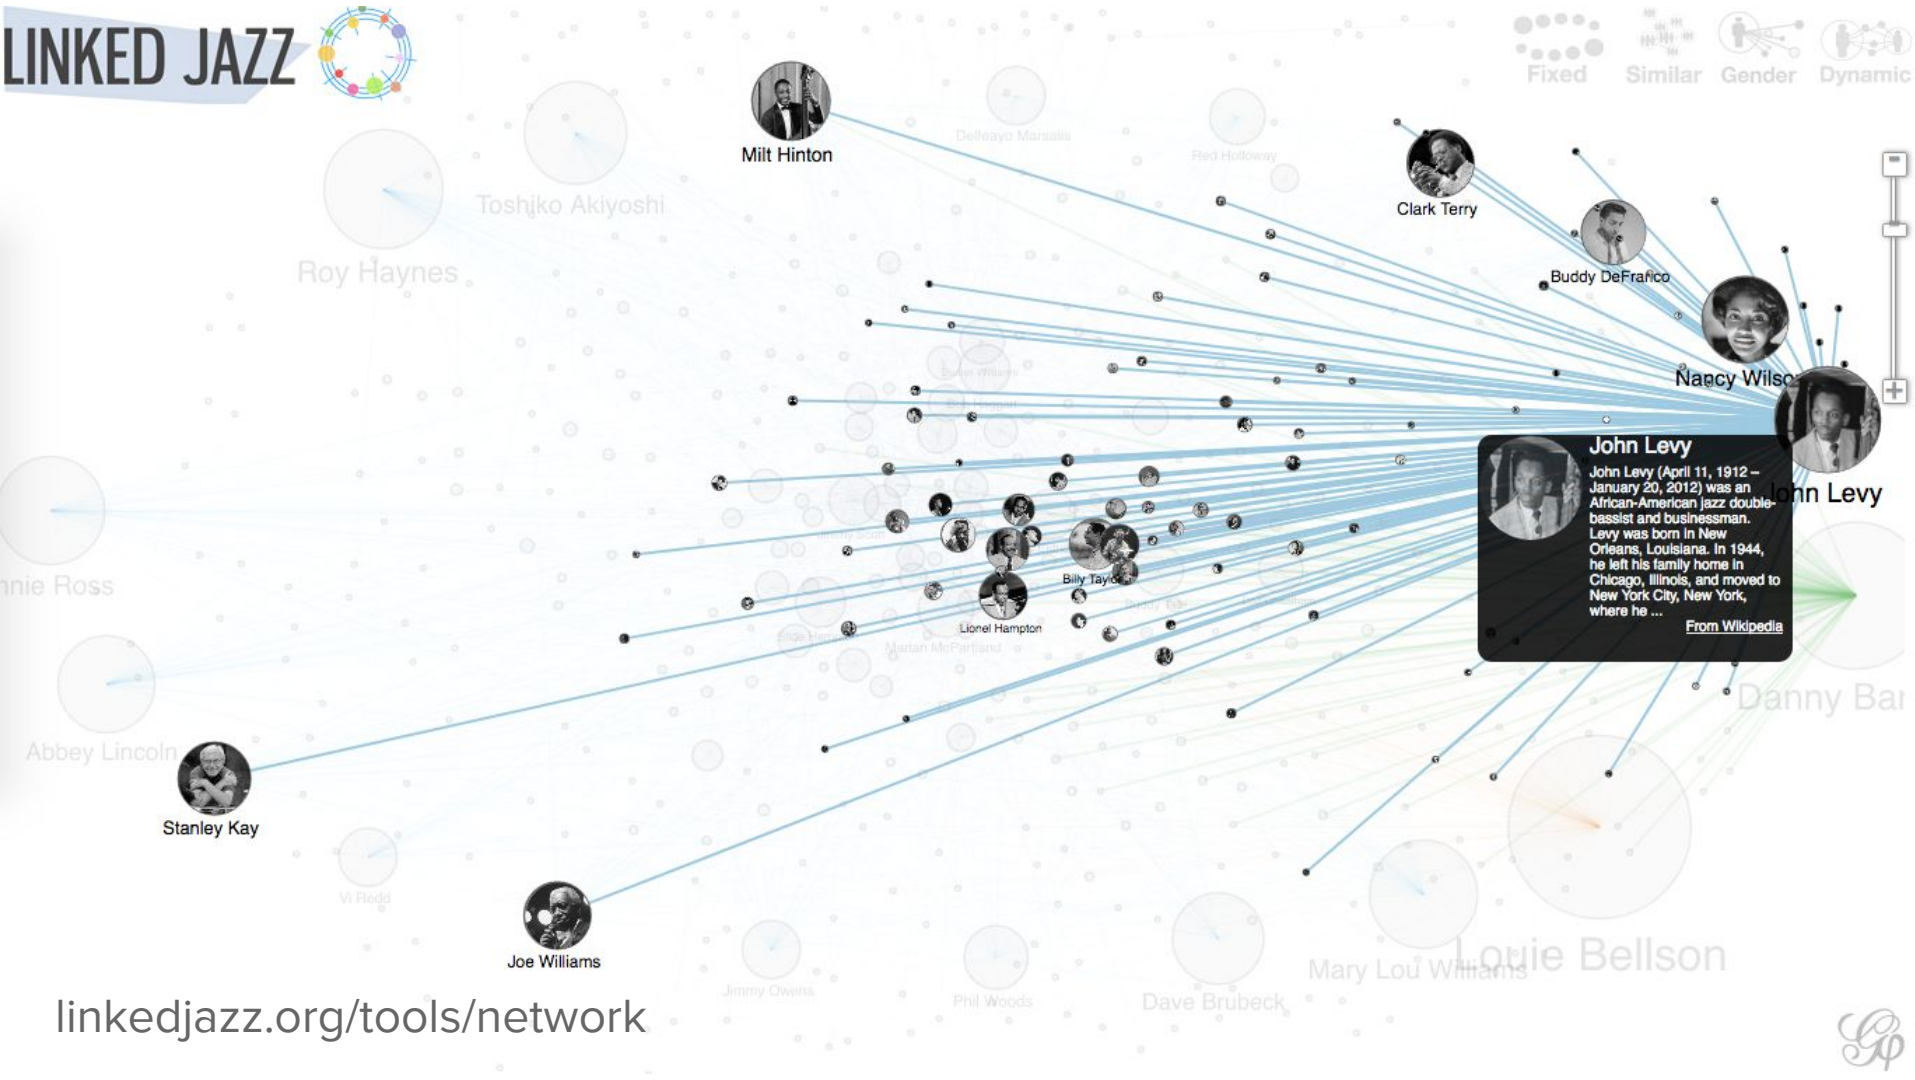 LINKED JAZZ
Fixed
Similar
Gender
Dynamic
Milt Hinton
Delfeayo Marsalis
Red Holloway
Toshiko Akiyoshi
Clark Terry
Roy Haynes
Buddy DeFranco
Nancy Wilso
John Levy
John Levy (April 11, 1912 –
January 20, 2012) was an
African-American jazz double-
bassist and businessman.
Levy was born in New
Orleans, Louisiana. In 1944,
he left his family home in
Chicago, Illinois, and moved to
New York City, New York,
where he ...
From Wikipedia
John Levy
nnie Ross
Billy Taylor
Lionel Hampton
Marian McPartland
Danny Bar
Abbey Lincoln
Stanley Kay
Vi Redd
Joe Williams
Jimmy Owens
Phil Woods
Dave Brubeck
Mary Lou Williams
Louie Bellson
linkedjazz.org/tools/network